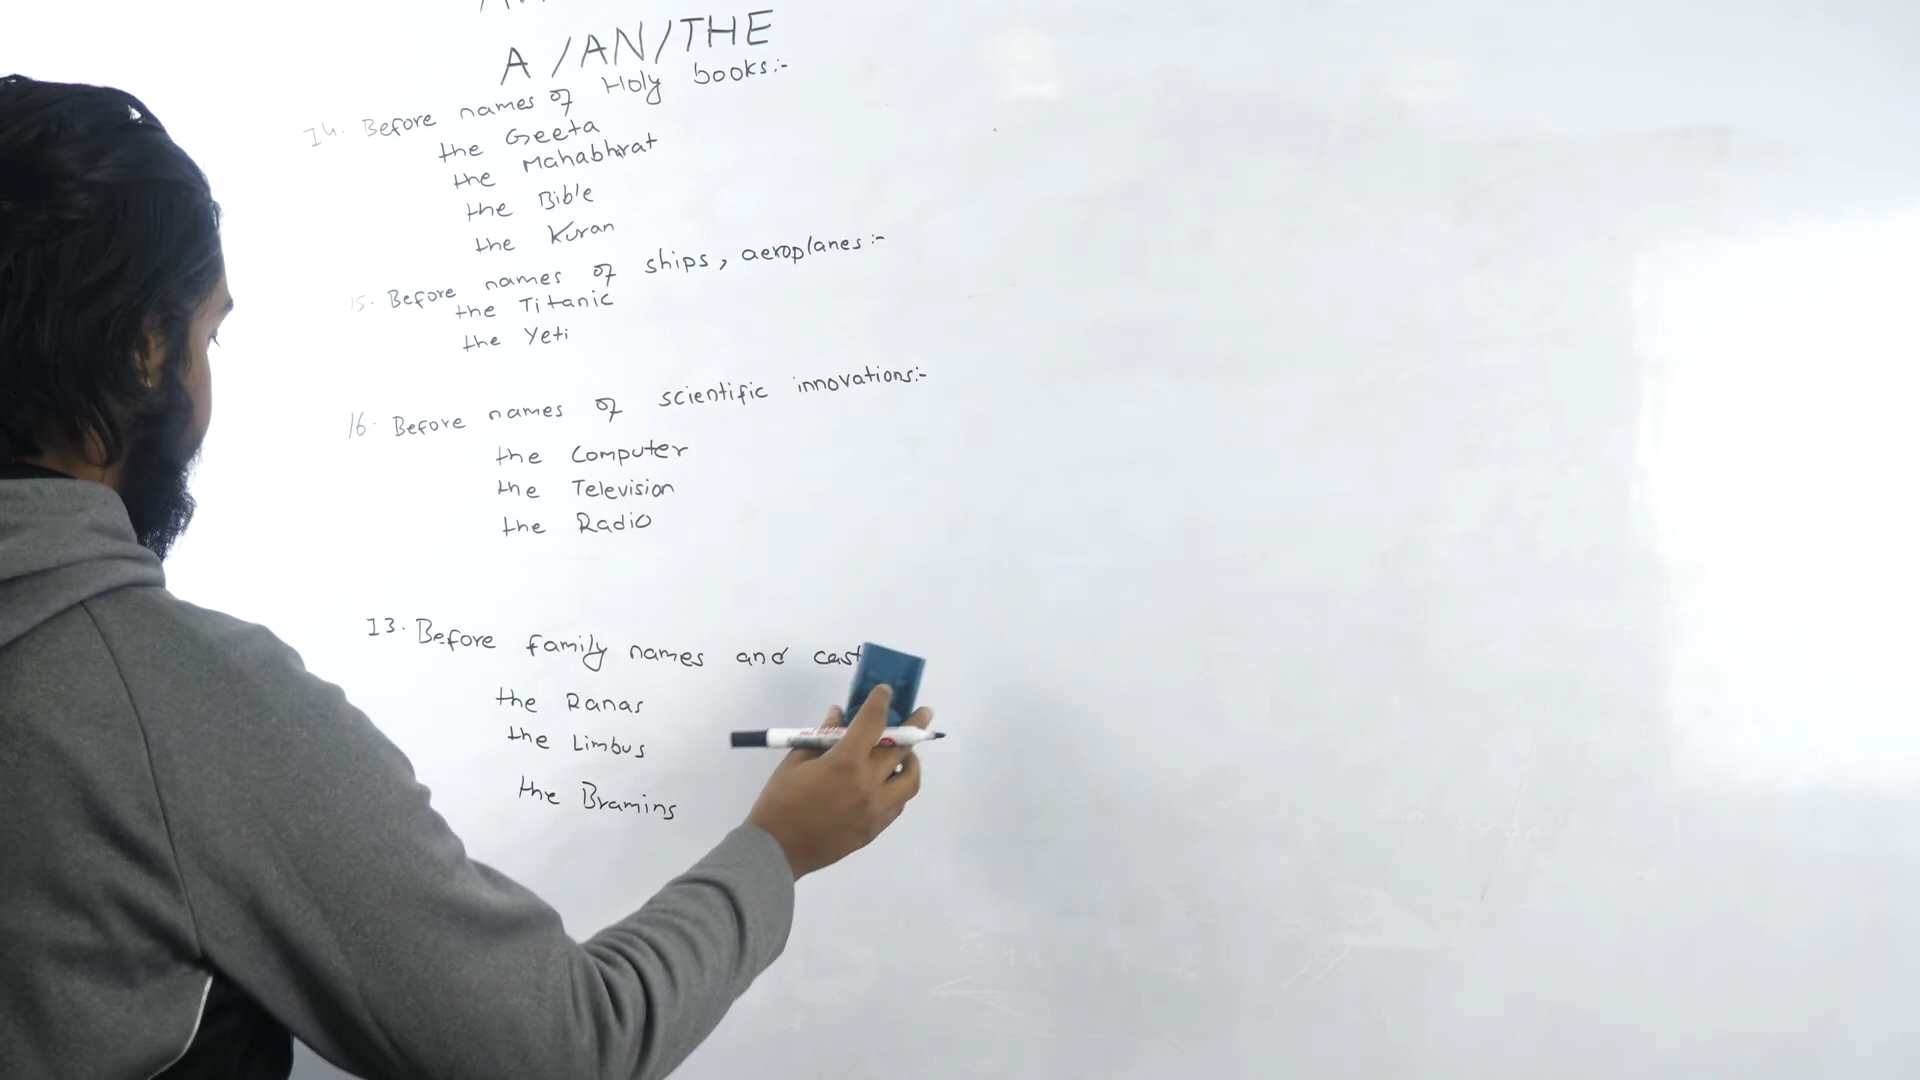 A/AN/THE
14. Before names of Holy books:-
the Geeta
the Mahabhrat
the Bible
the Kuran
15. Before names of ships, aeroplanes:-
the Titanic
the Yeti
16. Before names of scientific innovations:-
the Computer
the Television
the Radio
13. Before family names and cast
the Ranas
the Limbus
the Bramins